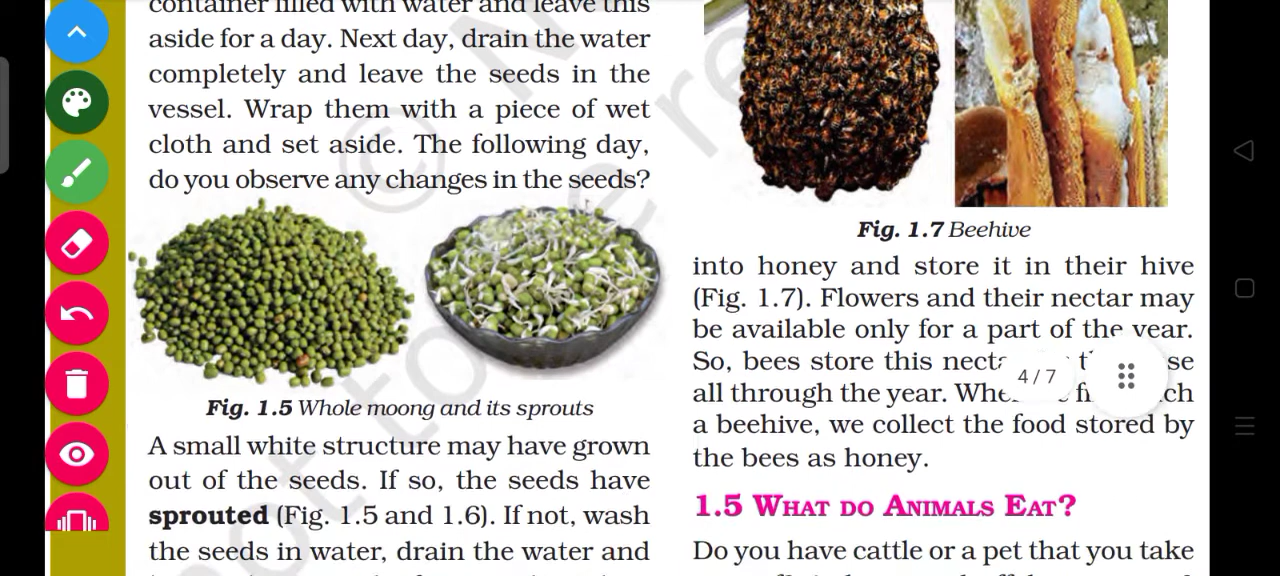 container filled with water and leave this
aside for a day. Next day, drain the water
completely and leave the seeds in the
vessel. Wrap them with a piece of wet
cloth and set aside. The following day,
do you observe any changes in the seeds?
Fig. 1.5 Whole moong and its sprouts
A small white structure may have grown
out of the seeds. If so, the seeds have
sprouted (Fig. 1.5 and 1.6). If not, wash
the seeds in water, drain the water and
Fig. 1.7 Beehive
into honey and store it in their hive
(Fig. 1.7). Flowers and their nectar may
be available only for a part of the year.
So, bees store this
all through the year.
a beehive, we collect the food stored by
the bees as honey.
4 / 7
1.5 WHAT DO ANIMALS EAT?
Do you have cattle or a pet that you take
© N
not to re